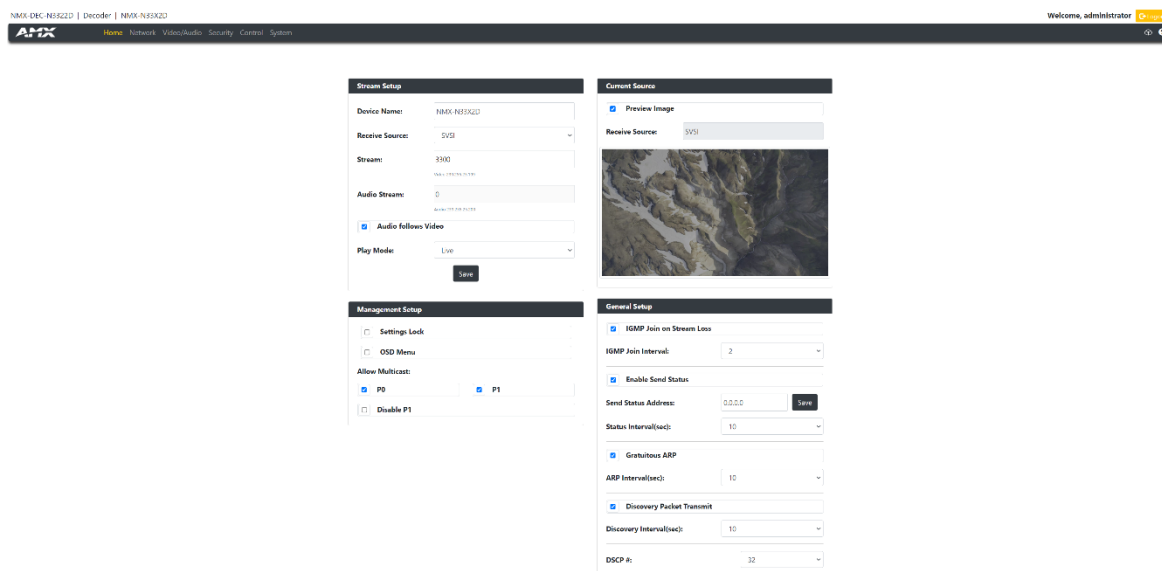 NMX-DEC-N3322D | Decoder | NMX-N33X2D
Welcome, administrator
AMX
Home Network Video/Audio Security Control System
Stream Setup
Device Name: NMX-N33X2D
Receive Source: SVSI
Stream: 3300
Audio Stream: 0
Audio follows Video
Play Mode: Live
Save
Management Setup
Settings Lock
OSD Menu
Allow Multicast:
P0 P1
Disable P1
Current Source
Preview Image
Receive Source: SVSI
General Setup
IGMP Join on Stream Loss
IGMP Join Interval: 2
Enable Send Status
Send Status Address: 0.0.0.0 Save
Status Interval(sec): 10
Gratuitous ARP
ARP Interval(sec): 10
Discovery Packet Transmit
Discovery Interval(sec): 10
DSCP #: 32